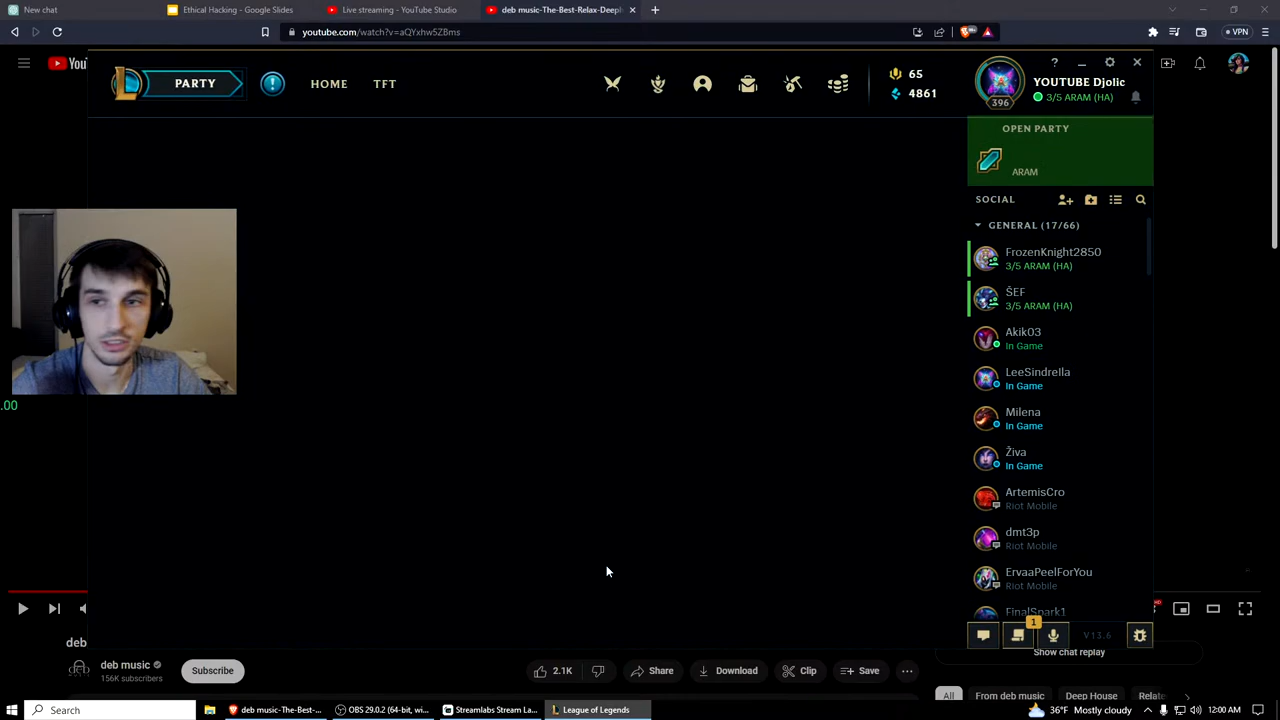 New chat
Ethical Hacking - Google Slides
Live streaming - YouTube Studio
deb music-The-Best-Relax-Deeph
youtube.com/watch?v=aQYxhw5ZBms
VPN
You
PARTY
HOME
TFT
65
4861
396
YOUTUBE Djolic
3/5 ARAM (HA)
OPEN PARTY
ARAM
SOCIAL
GENERAL (17/66)
FrozenKnight2850
3/5 ARAM (HA)
ŠEF
3/5 ARAM (HA)
Akik03
In Game
LeeSindrella
In Game
Milena
In Game
Živa
In Game
ArtemisCro
Riot Mobile
dmt3p
Riot Mobile
ErvaaPeelForYou
Riot Mobile
FinalSpark1
1
V13.6
.00
deb
deb music
156K subscribers
Subscribe
2.1K
Share
Download
Clip
Save
Show chat replay
All
From deb music
Deep House
Relate
Search
deb music-The-Best-...
OBS 29.0.2 (64-bit, wi...
Streamlabs Stream La...
League of Legends
36°F Mostly cloudy
12:00 AM